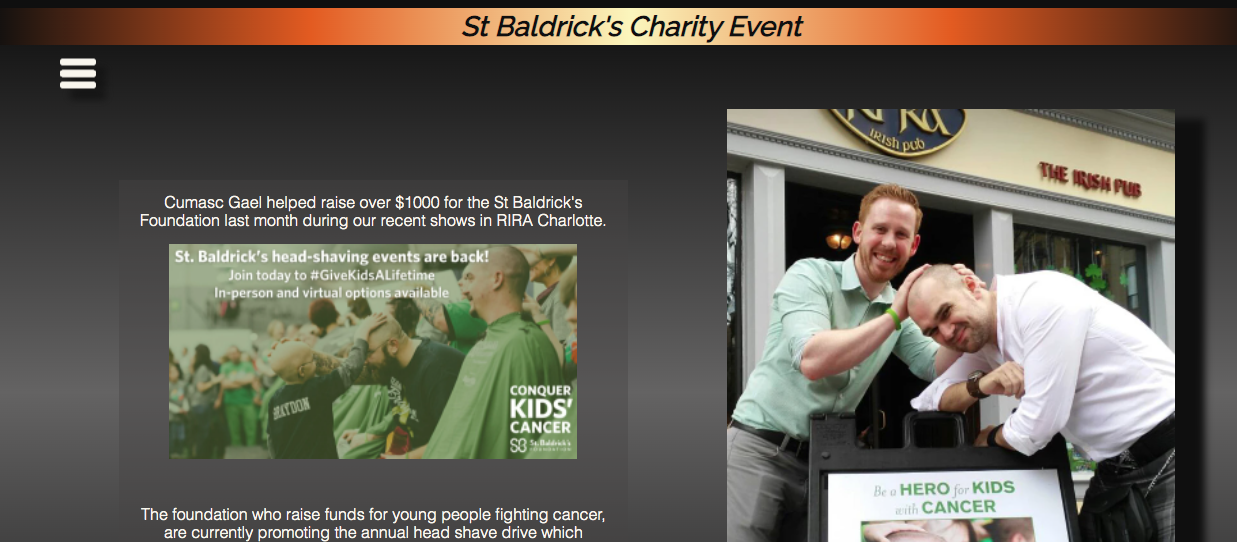 St Baldrick's Charity Event
Cumasc Gael helped raise over $1000 for the St Baldrick's
Foundation last month during our recent shows in RIRA Charlotte.
St. Baldrick's head-shaving events are back!
Join today to #GiveKidsALifetime
In-person and virtual options available
BRAYDON
CONQUER
KIDS'
CANCER
St. Baldrick's
FOUNDATION
The foundation who raise funds for young people fighting cancer,
are currently promoting the annual head shave drive which
IRISH pub
THE IRISH PUB
Be a HERO for KIDS
with CANCER